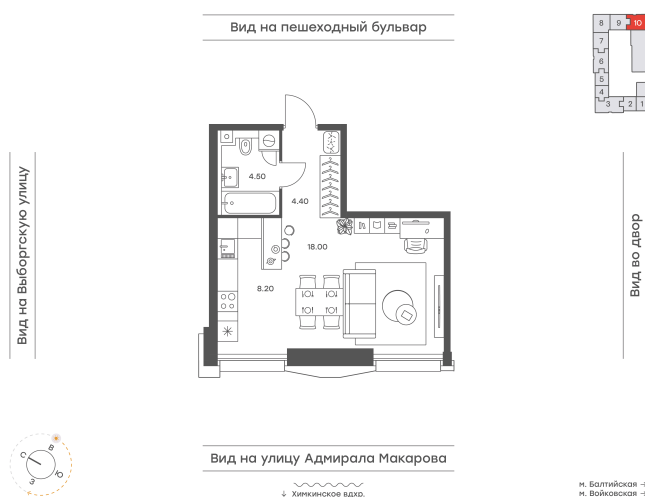 Вид на пешеходный бульвар
8 9 10
7
6
5
4
3 2 1
Вид на Выборгскую улицу
Вид во двор
4.50
4.40
18.00
8.20
Вид на улицу Адмирала Макарова
С В Ю З
↓ Химкинское вдхр.
м. Балтийская →
м. Войковская →